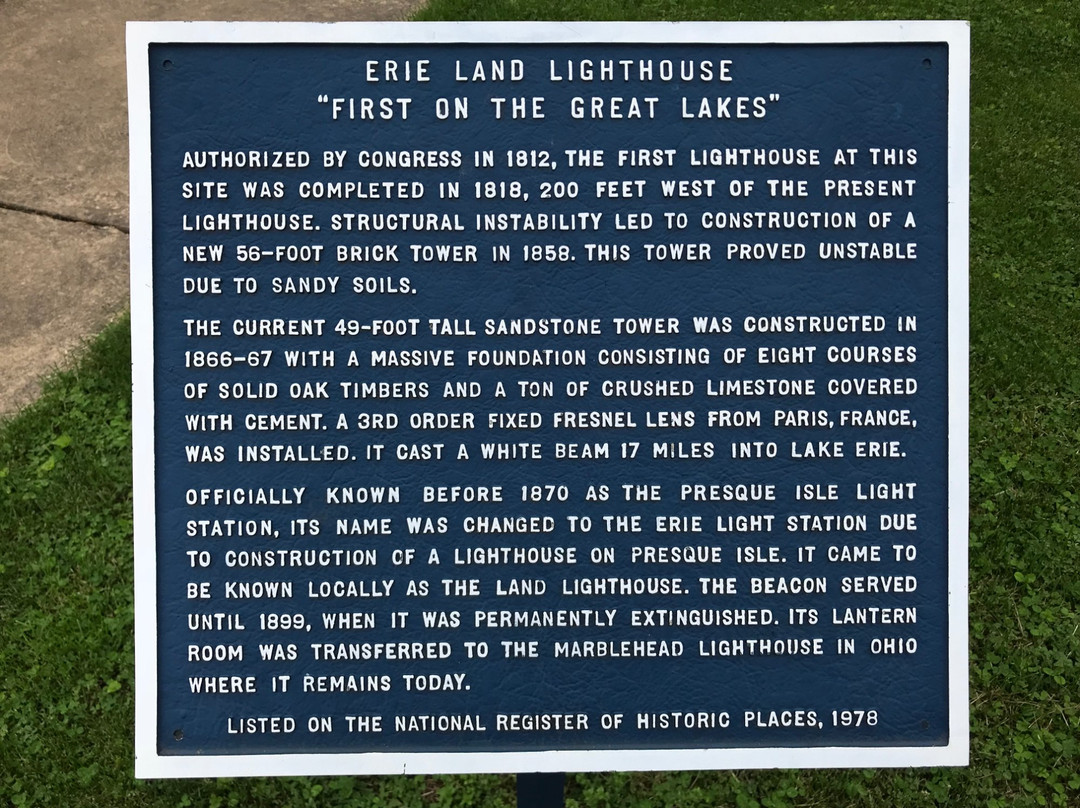 ERIE LAND LIGHTHOUSE
"FIRST ON THE GREAT LAKES"
AUTHORIZED BY CONGRESS IN 1812, THE FIRST LIGHTHOUSE AT THIS
SITE WAS COMPLETED IN 1818, 200 FEET WEST OF THE PRESENT
LIGHTHOUSE. STRUCTURAL INSTABILITY LED TO CONSTRUCTION OF A
NEW 56-FOOT BRICK TOWER IN 1858. THIS TOWER PROVED UNSTABLE
DUE TO SANDY SOILS.
THE CURRENT 49-FOOT TALL SANDSTONE TOWER WAS CONSTRUCTED IN
1866-67 WITH A MASSIVE FOUNDATION CONSISTING OF EIGHT COURSES
OF SOLID OAK TIMBERS AND A TON OF CRUSHED LIMESTONE COVERED
WITH CEMENT. A 3RD ORDER FIXED FRESNEL LENS FROM PARIS, FRANCE,
WAS INSTALLED. IT CAST A WHITE BEAM 17 MILES INTO LAKE ERIE.
OFFICIALLY KNOWN BEFORE 1870 AS THE PRESQUE ISLE LIGHT
STATION, ITS NAME WAS CHANGED TO THE ERIE LIGHT STATION DUE
TO CONSTRUCTION OF A LIGHTHOUSE ON PRESQUE ISLE. IT CAME TO
BE KNOWN LOCALLY AS THE LAND LIGHTHOUSE. THE BEACON SERVED
UNTIL 1899, WHEN IT WAS PERMANENTLY EXTINGUISHED. ITS LANTERN
ROOM WAS TRANSFERRED TO THE MARBLEHEAD LIGHTHOUSE IN OHIO
WHERE IT REMAINS TODAY.
LISTED ON THE NATIONAL REGISTER OF HISTORIC PLACES, 1978